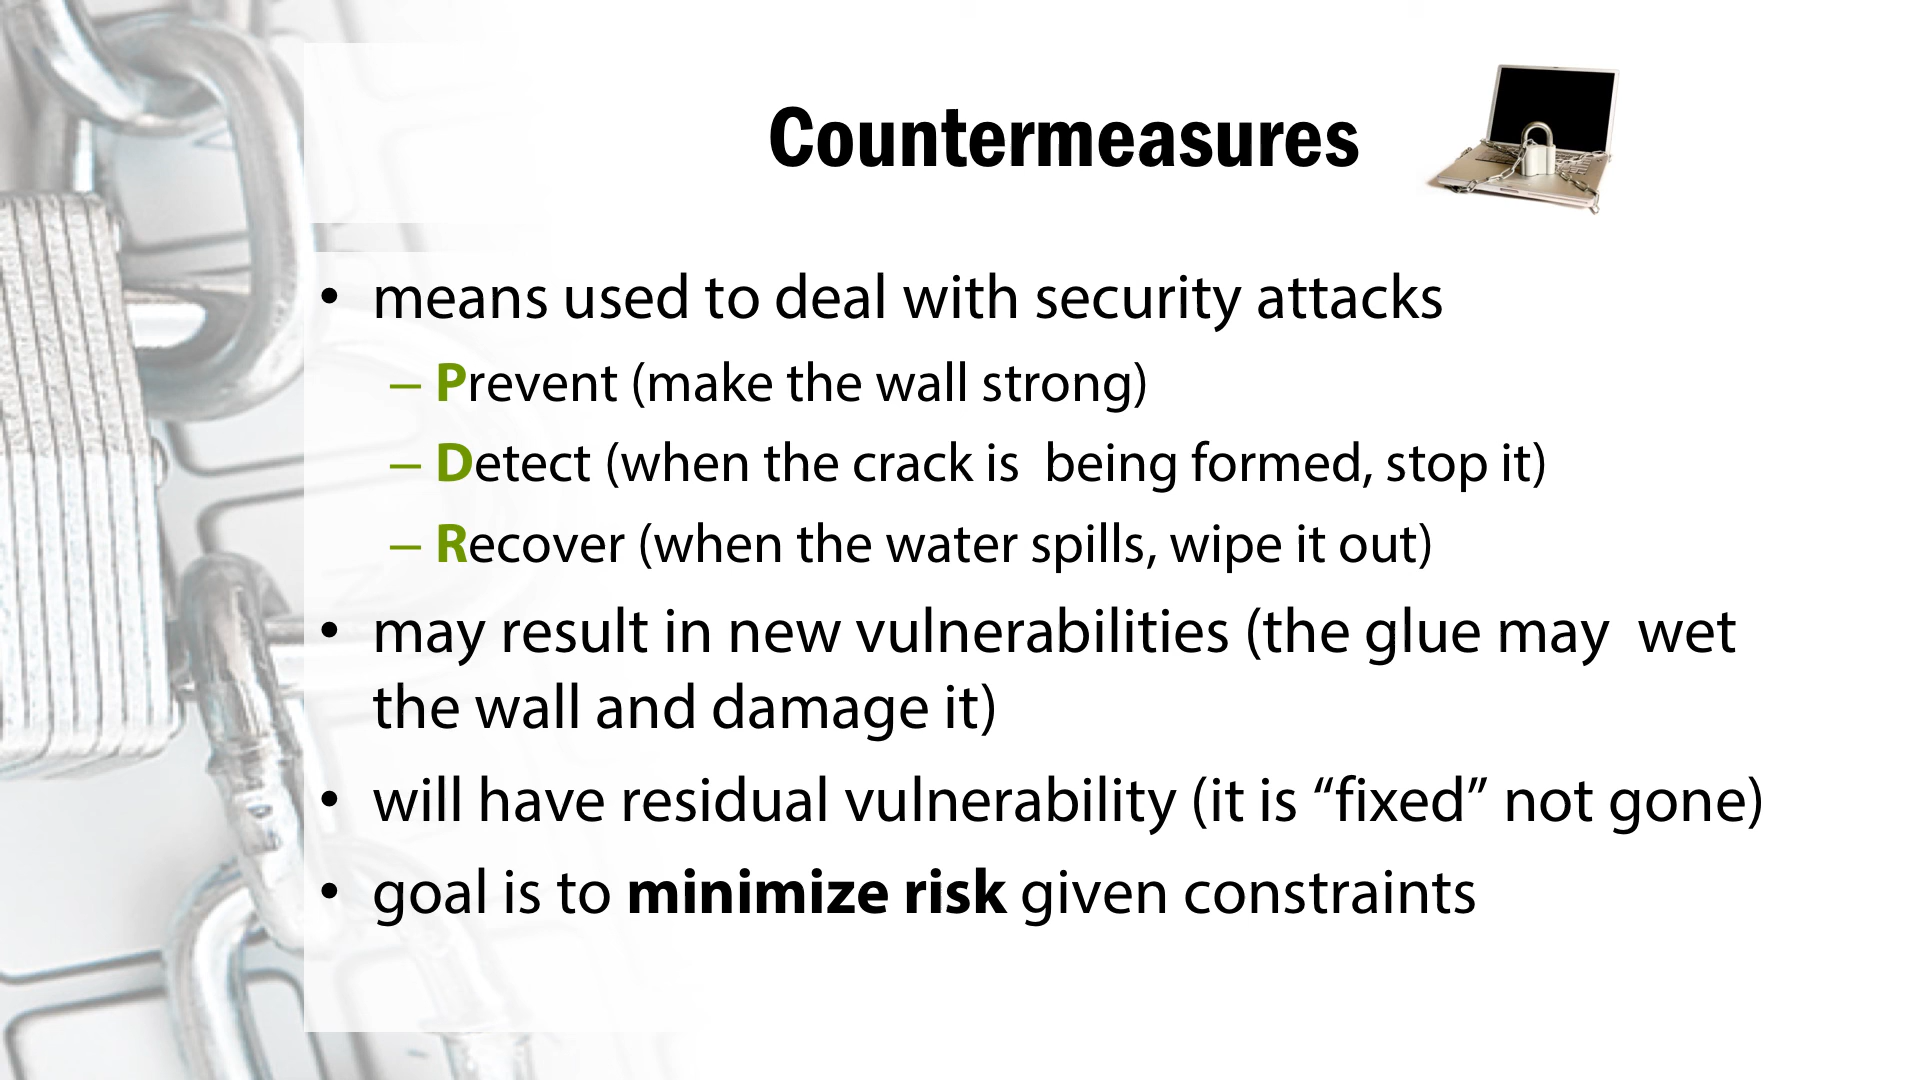 Countermeasures
• means used to deal with security attacks
– Prevent (make the wall strong)
– Detect (when the crack is  being formed, stop it)
– Recover (when the water spills, wipe it out)
• may result in new vulnerabilities (the glue may  wet
the wall and damage it)
• will have residual vulnerability (it is “fixed” not gone)
• goal is to minimize risk given constraints